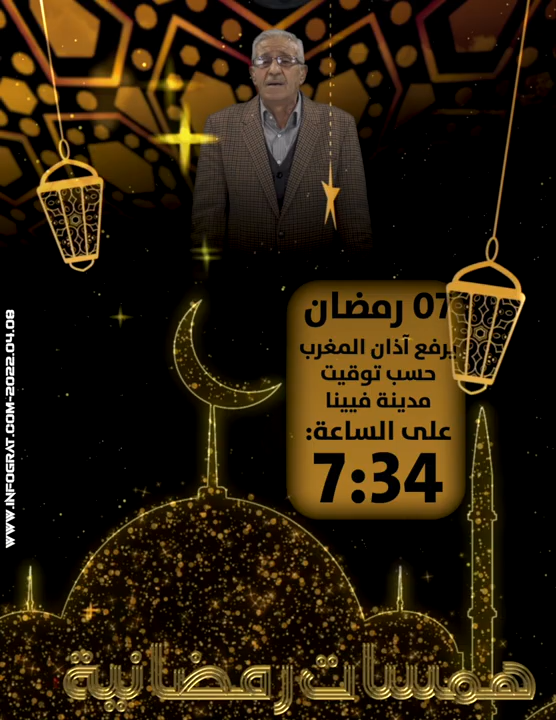 07 رمضان
يرفع آذان المغرب
حسب توقيت
مدينة فيينا
على الساعة:
7:34
WWW.INFOGRAT.COM-2022.04.08
همسات رمضانية